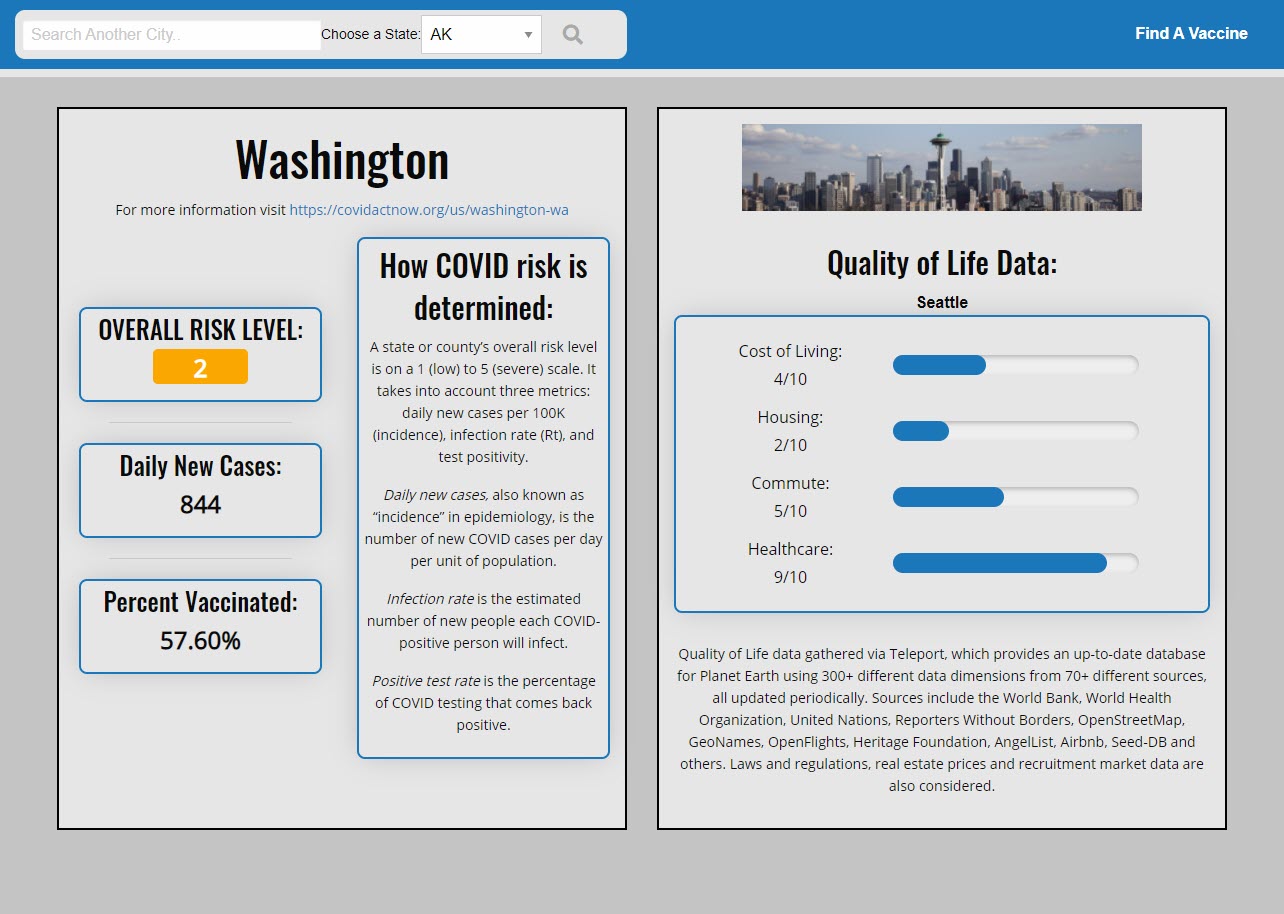 Search Another City..
Choose a State:
AK
Find A Vaccine
Washington
For more information visit https://covidactnow.org/us/washington-wa
OVERALL RISK LEVEL:
2
Daily New Cases:
844
Percent Vaccinated:
57.60%
How COVID risk is
determined:
A state or county’s overall risk level
is on a 1 (low) to 5 (severe) scale. It
takes into account three metrics:
daily new cases per 100K
(incidence), infection rate (Rt), and
test positivity.
Daily new cases, also known as
“incidence” in epidemiology, is the
number of new COVID cases per day
per unit of population.
Infection rate is the estimated
number of new people each COVID-
positive person will infect.
Positive test rate is the percentage
of COVID testing that comes back
positive.
Quality of Life Data:
Seattle
Cost of Living:
4/10
Housing:
2/10
Commute:
5/10
Healthcare:
9/10
Quality of Life data gathered via Teleport, which provides an up-to-date database
for Planet Earth using 300+ different data dimensions from 70+ different sources,
all updated periodically. Sources include the World Bank, World Health
Organization, United Nations, Reporters Without Borders, OpenStreetMap,
GeoNames, OpenFlights, Heritage Foundation, AngelList, Airbnb, Seed-DB and
others. Laws and regulations, real estate prices and recruitment market data are
also considered.